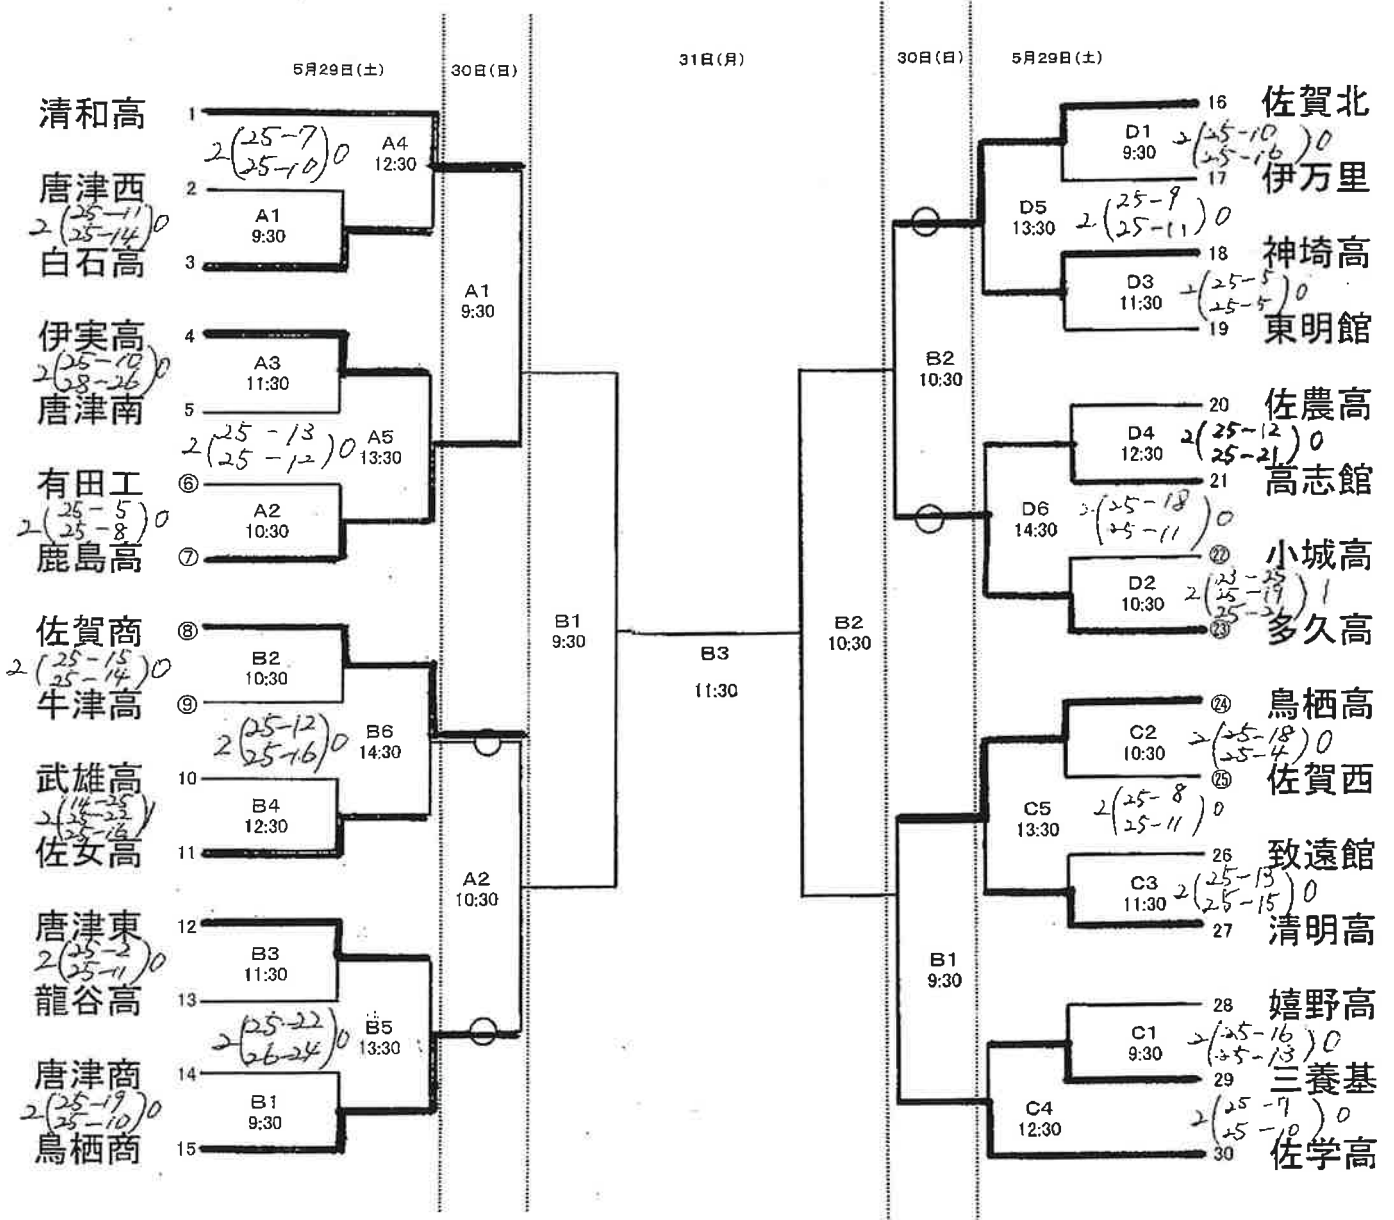 5月29日(土)
30日(日)
31日(月)
30日(日)
5月29日(土)
清和高 1
2(25-7 25-10)0
A4
12:30
唐津西 2
2(25-11 25-14)0
A1
9:30
白石高 3
A1
9:30
伊実高 4
2(25-10 28-26)0
A3
11:30
唐津南 5
2(25-13 25-12)0
A5
13:30
有田工 ⑥
2(25-5 25-8)0
A2
10:30
鹿島高 ⑦
佐賀商 ⑧
2(25-15 25-14)0
B2
10:30
牛津高 ⑨
2(25-12 25-16)0
B6
14:30
武雄高 10
2(14-25 25-22 25-16)1
B4
12:30
佐女高 11
A2
10:30
唐津東 12
2(25-2 25-11)0
B3
11:30
龍谷高 13
2(25-22 26-24)0
B5
13:30
唐津商 14
2(25-19 25-10)0
B1
9:30
鳥栖商 15
B1
9:30
B3
11:30
B2
10:30
16 佐賀北
D1
9:30
2(25-10 25-16)0
17 伊万里
D5
13:30
2(25-9 25-11)0
18 神埼高
D3
11:30
2(25-5 25-5)0
19 東明館
B2
10:30
20 佐農高
D4
12:30
2(25-12 25-21)0
21 高志館
D6
14:30
2(25-18 25-11)0
㉒ 小城高
D2
10:30
2(23-25 25-19 25-2)1
㉓ 多久高
㉔ 鳥栖高
C2
10:30
2(25-18 25-4)0
㉕ 佐賀西
C5
13:30
2(25-8 25-11)0
26 致遠館
C3
11:30
2(25-13 25-15)0
27 清明高
B1
9:30
28 嬉野高
C1
9:30
2(25-16 25-13)0
29 三養基
C4
12:30
2(25-7 25-10)0
30 佐学高